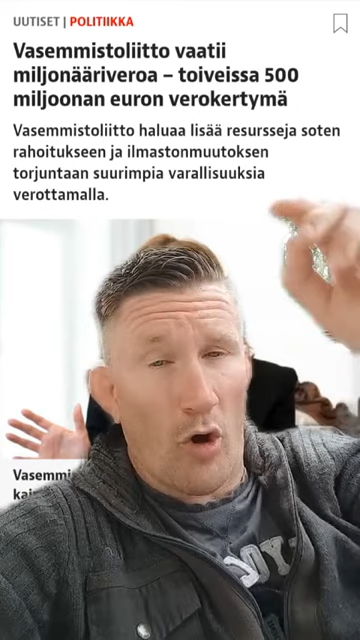 UUTISET | POLITIIKKA
Vasemmistoliitto vaatii
miljonääriveroa – toiveissa 500
miljoonan euron verokertymä
Vasemmistoliitto haluaa lisää resursseja soten
rahoitukseen ja ilmastonmuutoksen
torjuntaan suurimpia varallisuuksia
verottamalla.